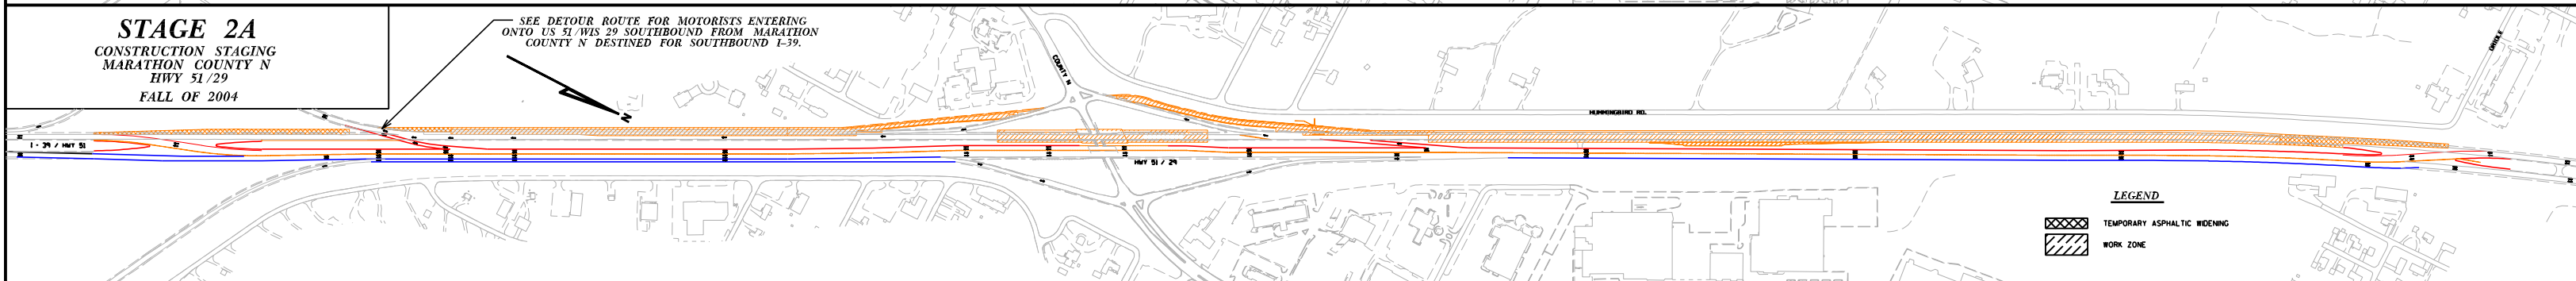 STAGE 2A
CONSTRUCTION STAGING
MARATHON COUNTY N
HWY 51/29
FALL OF 2004
SEE DETOUR ROUTE FOR MOTORISTS ENTERING
ONTO US 51/WIS 29 SOUTHBOUND FROM MARATHON
COUNTY N DESTINED FOR SOUTHBOUND I-39.
N
COUNTY N
ORIOLE
HUMMINGBIRD RD.
I - 39 / HWY 51
HWY 51 / 29
LEGEND
TEMPORARY ASPHALTIC WIDENING
WORK ZONE